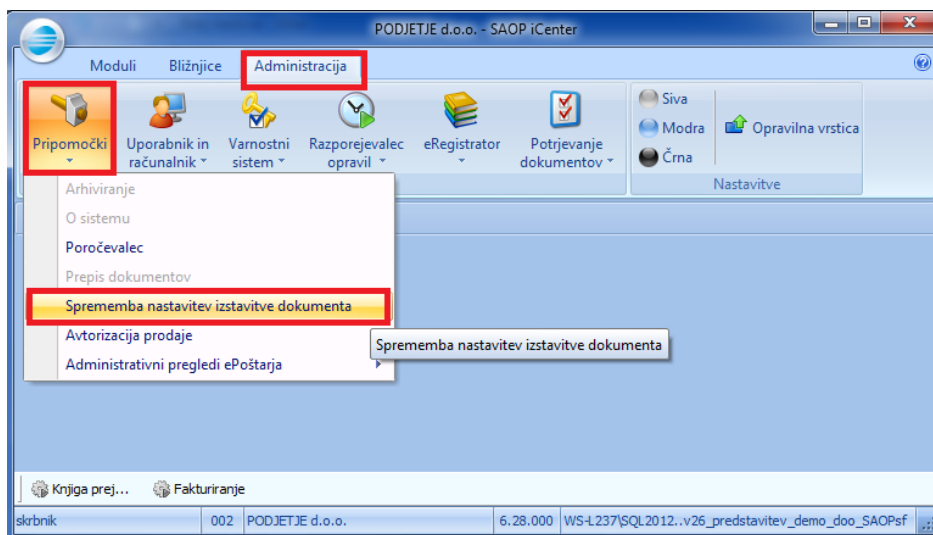 PODJETJE d.o.o. - SAOP iCenter
Moduli Bližnjice Administracija
Pripomočki
Uporabnik in
računalnik
Varnostni
sistem
Razporejevalec
opravil
eRegistrator
Potrjevanje
dokumentov
Siva
Modra
Črna
Opravilna vrstica
Nastavitve
Arhiviranje
O sistemu
Poročevalec
Prepis dokumentov
Sprememba nastavitev izstavitve dokumenta
Avtorizacija prodaje
Sprememba nastavitev izstavitve dokumenta
Administrativni pregledi ePoštarja
Knjiga prej... Fakturiranje
skrbnik 002 PODJETJE d.o.o. 6.28.000 WS-L237\SQL2012..v26_predstavitev_demo_doo_SAOPsf